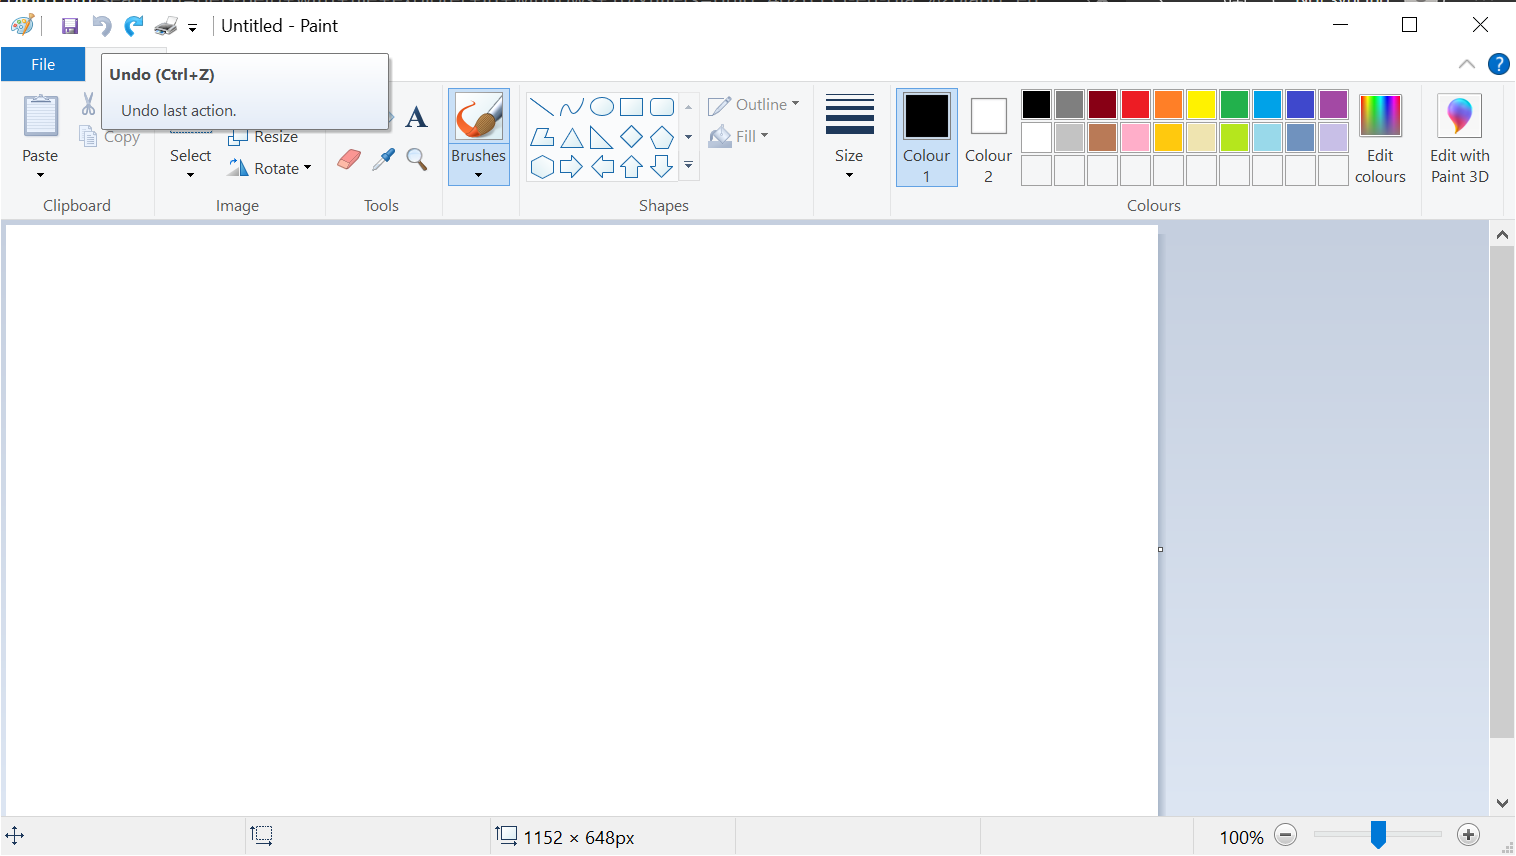 Untitled - Paint
File
Undo (Ctrl+Z)
Undo last action.
Paste
Copy
Clipboard
Select
Resize
Rotate
Image
A
Tools
Brushes
Shapes
Outline
Fill
Size
Colour
1
Colour
2
Edit
colours
Colours
Edit with
Paint 3D
?
1152 × 648px
100%